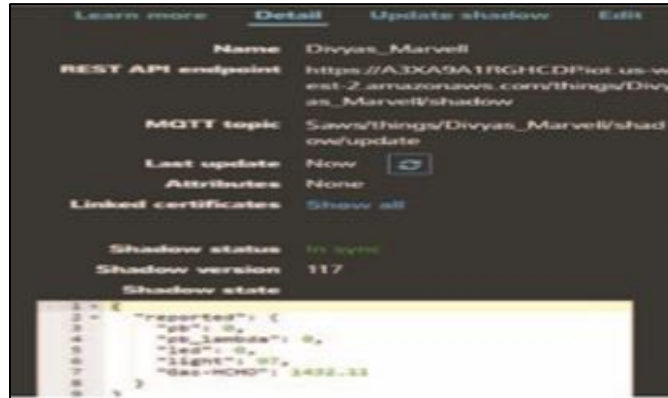 Learn more Detail Update shadow Edit
Name Divyas_Marvell
REST API endpoint https://A3XA9A1RGHCDPiot.us-w
est-2.amazonaws.com/things/Divy
as_Marvell/shadow
MQTT topic $aws/things/Divyas_Marvell/shad
ow/update
Last update Now
Attributes None
Linked certificates Show all
Shadow status In sync
Shadow version 117
Shadow state
1 {
2 "reported": {
3 "pb": 0,
4 "pb_lambda": 0,
5 "led": 0,
6 "light": 97,
7 "Gas-HCHO": 1432.11
8 }
9 }